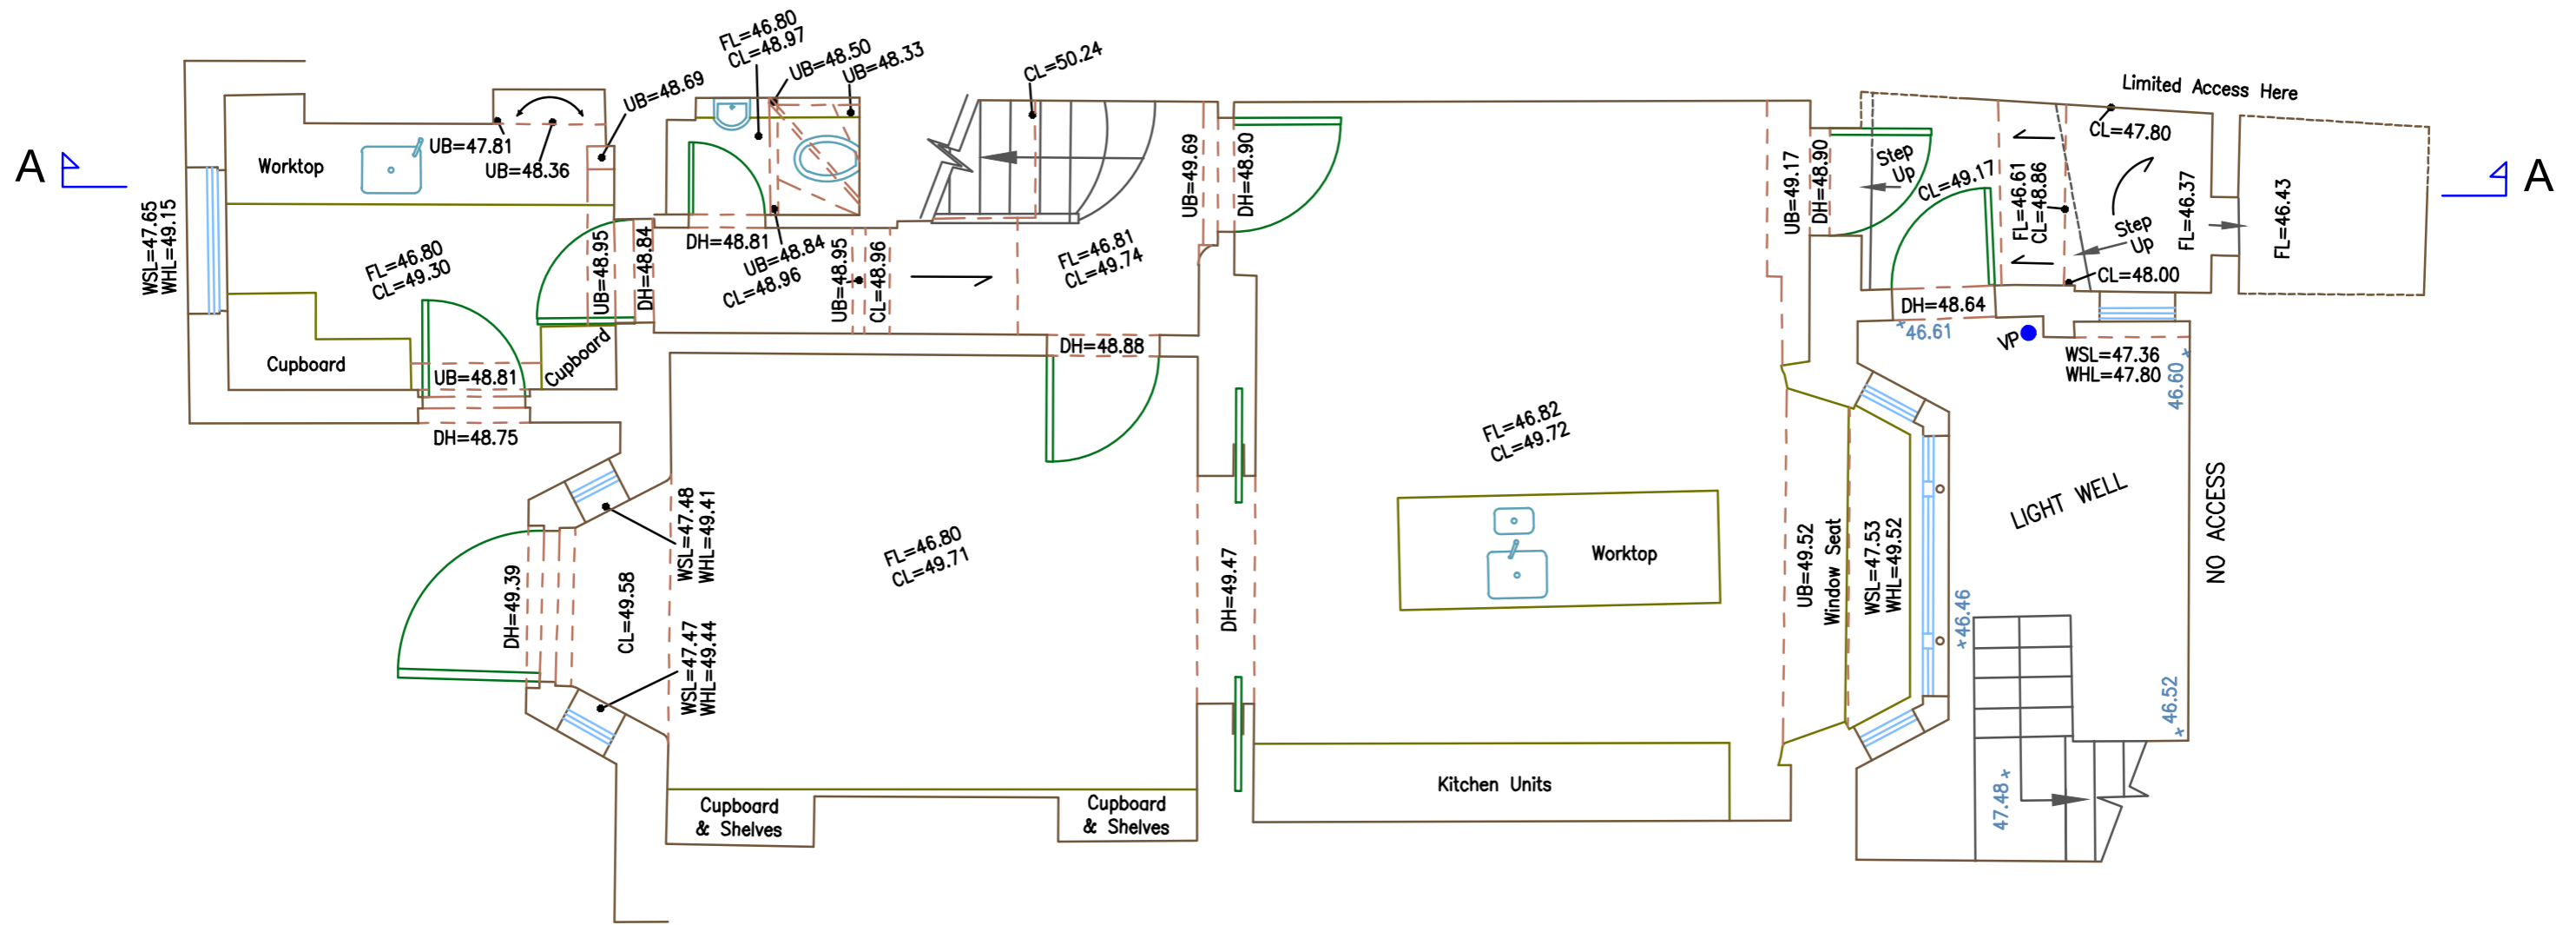 FL=46.80
CL=48.97
UB=48.50
UB=48.33
CL=50.24
UB=48.69
Limited Access Here
CL=47.80
A
Worktop
UB=47.81
UB=48.36
UB=49.69
DH=48.90
UB=49.17
DH=48.90
Step
Up
CL=49.17
FL=46.61
CL=48.86
FL=46.37
FL=46.43
A
WSL=47.65
WHL=49.15
FL=46.80
CL=49.30
UB=48.95
DH=48.84
DH=48.81
UB=48.84
CL=48.96
UB=48.95
CL=48.96
FL=46.81
CL=49.74
Step
Up
CL=48.00
DH=48.64
46.61
VP
WSL=47.36
WHL=47.80
46.60
Cupboard
UB=48.81
Cupboard
DH=48.88
DH=48.75
FL=46.82
CL=49.72
WSL=47.48
WHL=49.41
FL=46.80
CL=49.71
DH=49.39
CL=49.58
DH=49.47
Worktop
UB=49.52
Window Seat
WSL=47.53
WHL=49.52
LIGHT WELL
NO ACCESS
46.46
WSL=47.47
WHL=49.44
46.52
Kitchen Units
47.48
Cupboard
& Shelves
Cupboard
& Shelves